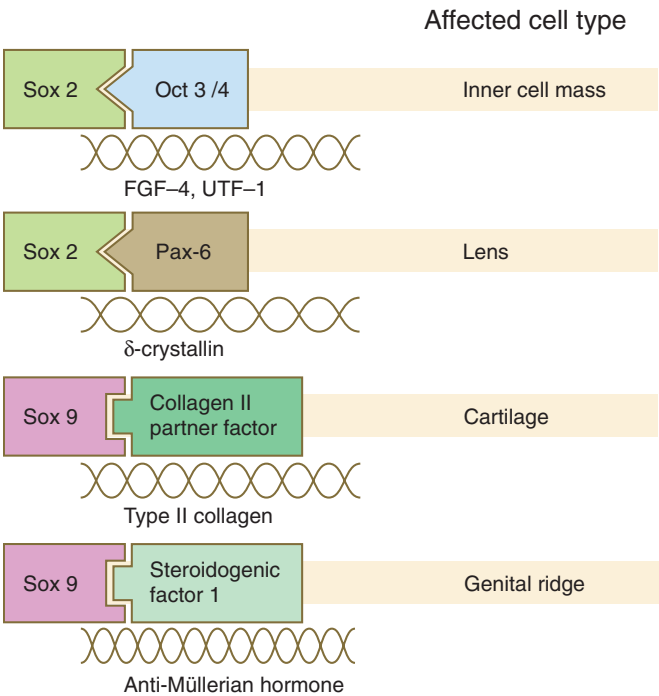 Affected cell type
Sox 2
Oct 3 /4
Inner cell mass
FGF–4, UTF–1
Sox 2
Pax-6
Lens
δ-crystallin
Sox 9
Collagen II
partner factor
Cartilage
Type II collagen
Sox 9
Steroidogenic
factor 1
Genital ridge
Anti-Müllerian hormone